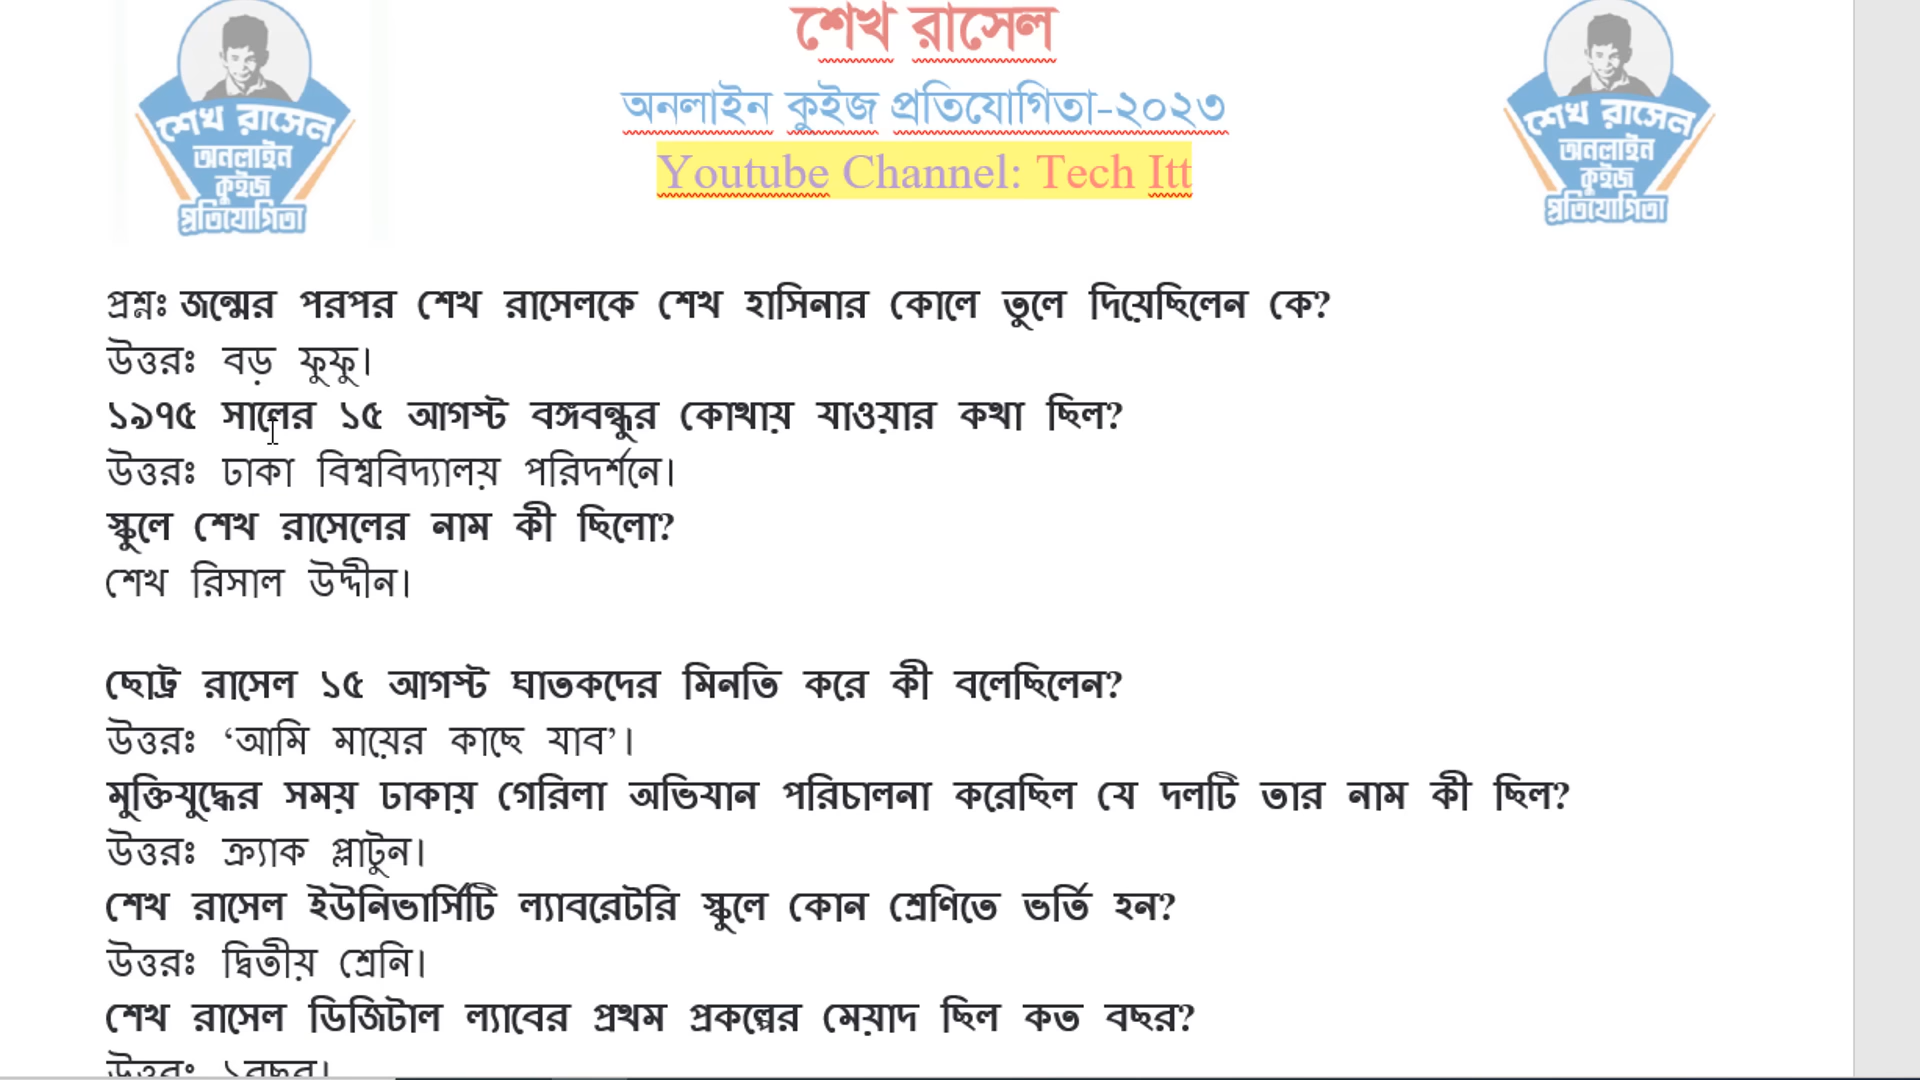 শেখ রাসেল
অনলাইন কুইজ প্রতিযোগিতা-২০২৩
Youtube Channel: Tech Itt
শেখ রাসেল
অনলাইন
কুইজ
প্রতিযোগিতা
শেখ রাসেল
অনলাইন
কুইজ
প্রতিযোগিতা
প্রশ্নঃ জন্মের পরপর শেখ রাসেলকে শেখ হাসিনার কোলে তুলে দিয়েছিলেন কে?
উত্তরঃ বড় ফুফু।
১৯৭৫ সালের ১৫ আগস্ট বঙ্গবন্ধুর কোথায় যাওয়ার কথা ছিল?
উত্তরঃ ঢাকা বিশ্ববিদ্যালয় পরিদর্শনে।
স্কুলে শেখ রাসেলের নাম কী ছিলো?
শেখ রিসাল উদ্দীন।
ছোট্ট রাসেল ১৫ আগস্ট ঘাতকদের মিনতি করে কী বলেছিলেন?
উত্তরঃ ‘আমি মায়ের কাছে যাব’।
মুক্তিযুদ্ধের সময় ঢাকায় গেরিলা অভিযান পরিচালনা করেছিল যে দলটি তার নাম কী ছিল?
উত্তরঃ ক্র্যাক প্লাটুন।
শেখ রাসেল ইউনিভার্সিটি ল্যাবরেটরি স্কুলে কোন শ্রেণিতে ভর্তি হন?
উত্তরঃ দ্বিতীয় শ্রেনি।
শেখ রাসেল ডিজিটাল ল্যাবের প্রথম প্রকল্পের মেয়াদ ছিল কত বছর?
উত্তরঃ ১বছর।